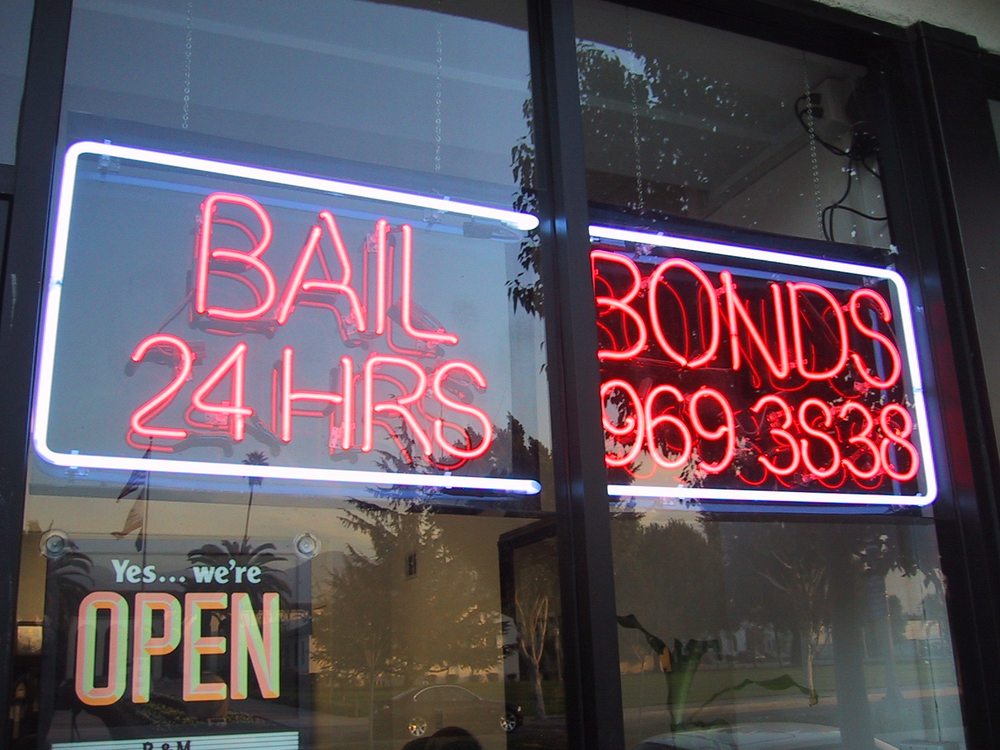 BAIL BONDS
24 HRS 969 3838
Yes... we're
OPEN
B & M